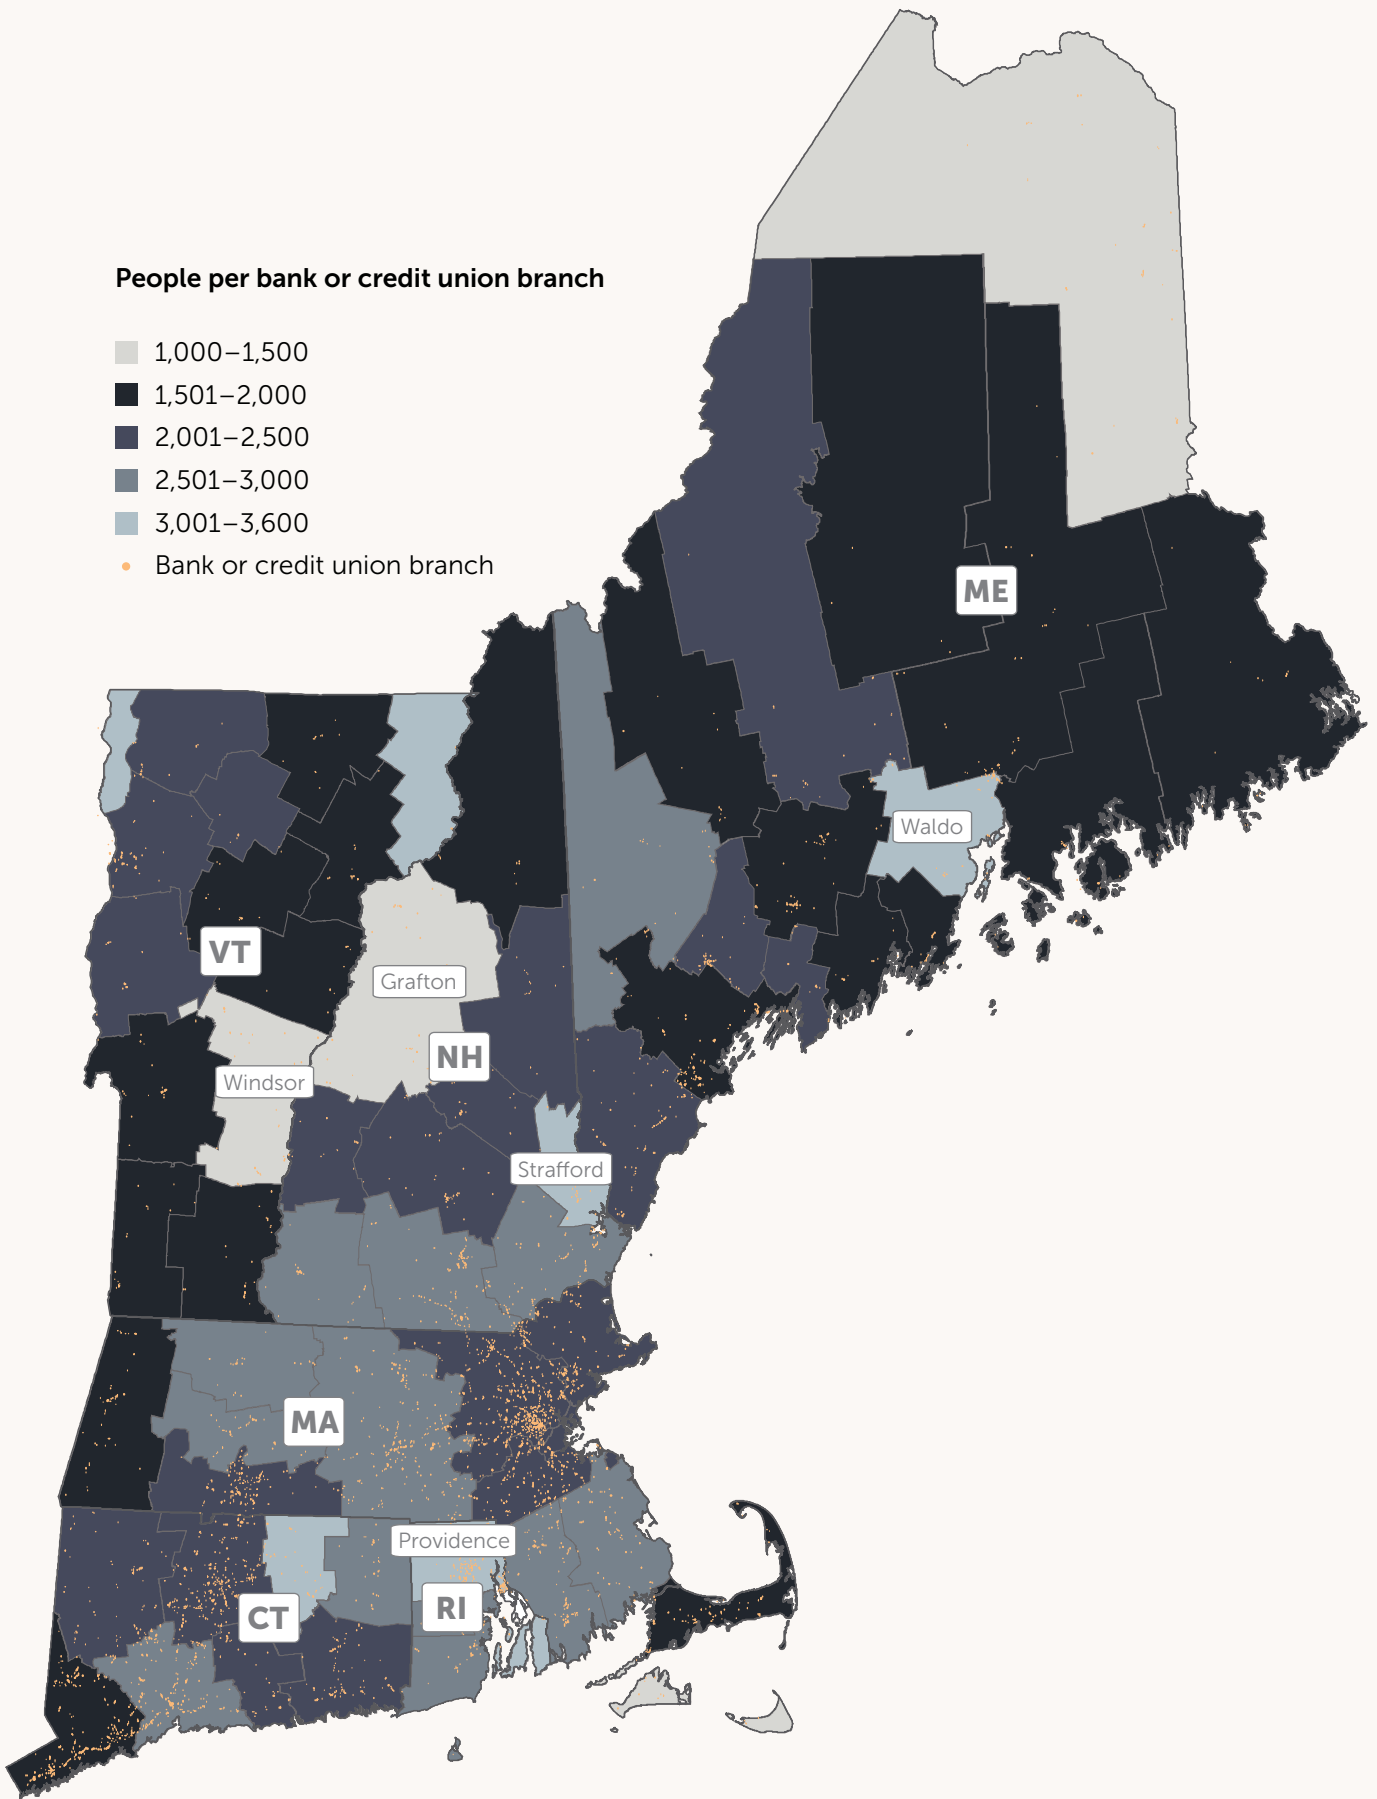 People per bank or credit union branch
1,000–1,500
1,501–2,000
2,001–2,500
2,501–3,000
3,001–3,600
Bank or credit union branch
ME
Waldo
VT
Grafton
NH
Windsor
Strafford
MA
Providence
RI
CT